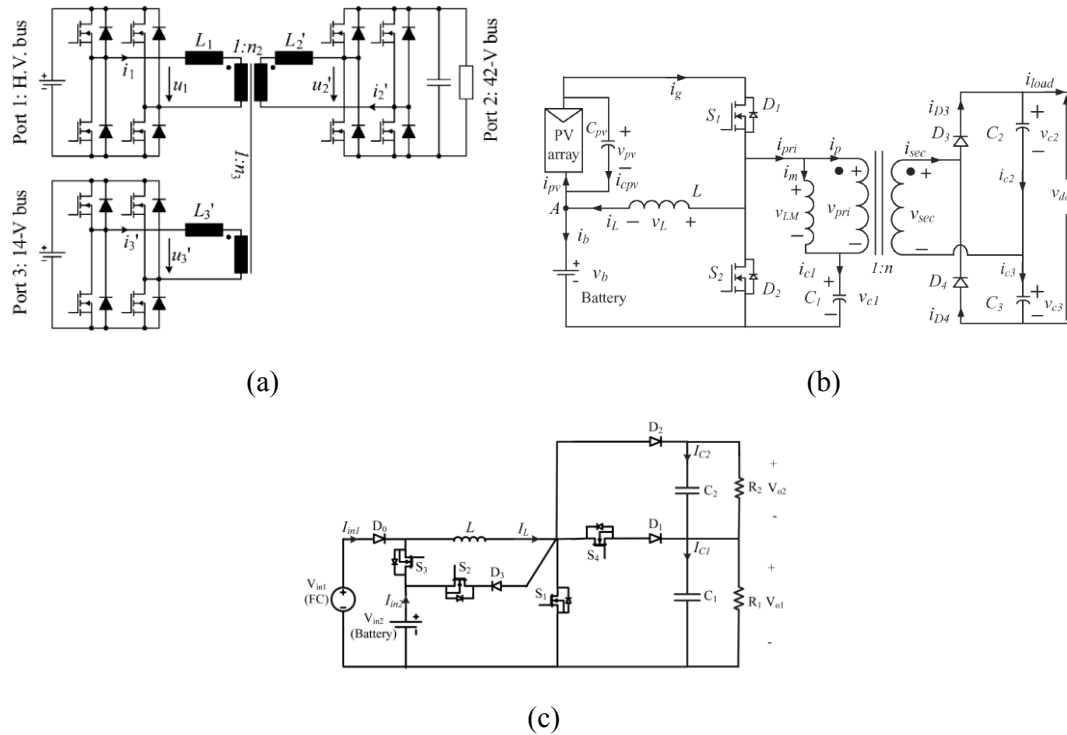 Port 1: H.V. bus
L1
1:n2
L2'
i1
u1
u2'
i2'
Port 2: 42-V bus
1:n3
Port 3: 14-V bus
L3'
i3'
u3'
(a)
ig
S1
D1
PV
array
Cpv
+
vpv
−
icpv
ipv
A
iL
−
vL
+
L
ib
+
-
vb
Battery
S2
D2
ipri
ip
im
+
vLM
−
+
vpri
−
ic1
C1
+
−
vc1
1:n
isec
+
vsec
−
iD3
D3
D4
iD4
iload
C2
+
vc2
−
ic2
ic3
C3
+
vc3
−
(b)
D2
IC2
C2
R2 Vo2
+
-
Iin1
D0
L
IL
S4
D1
IC1
C1
R1 Vo1
+
-
S3
S2
D3
S1
Vin1
(FC)
Iin2
Vin2
(Battery)
+
-
(c)